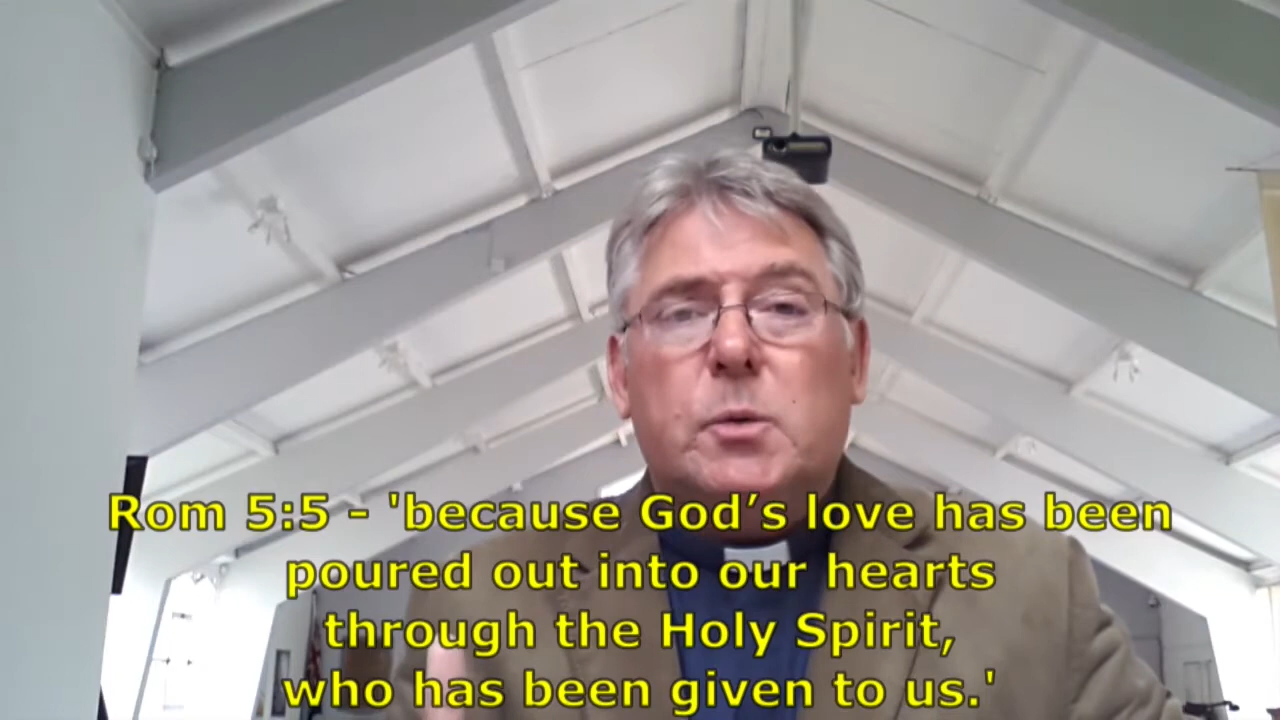 Rom 5:5 - 'because God’s love has been
poured out into our hearts
through the Holy Spirit,
who has been given to us.'